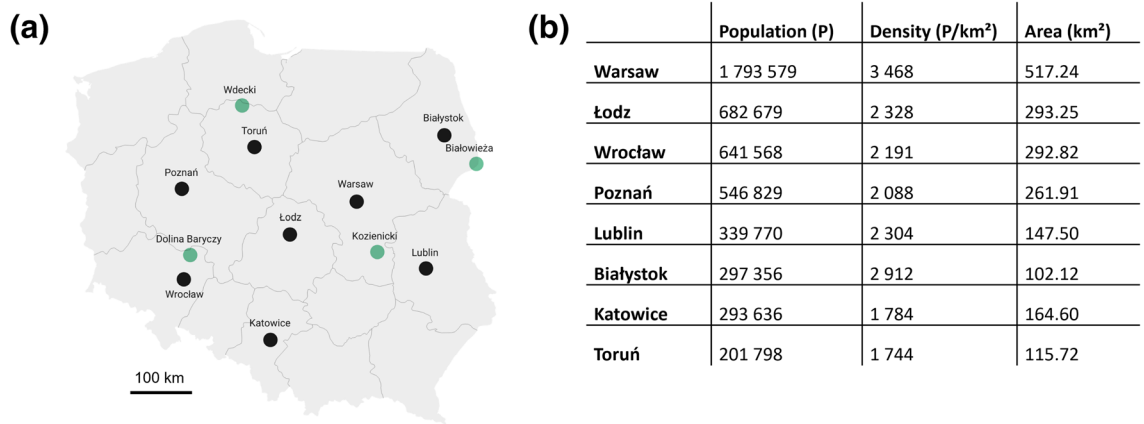 (a)
Wdecki
Toruń
Białystok
Białowieża
Poznań
Warsaw
Łodz
Dolina Baryczy
Kozienicki
Lublin
Wrocław
Katowice
100 km
(b)
Population (P) Density (P/km²) Area (km²)
Warsaw 1 793 579 3 468 517.24
Łodz 682 679 2 328 293.25
Wrocław 641 568 2 191 292.82
Poznań 546 829 2 088 261.91
Lublin 339 770 2 304 147.50
Białystok 297 356 2 912 102.12
Katowice 293 636 1 784 164.60
Toruń 201 798 1 744 115.72